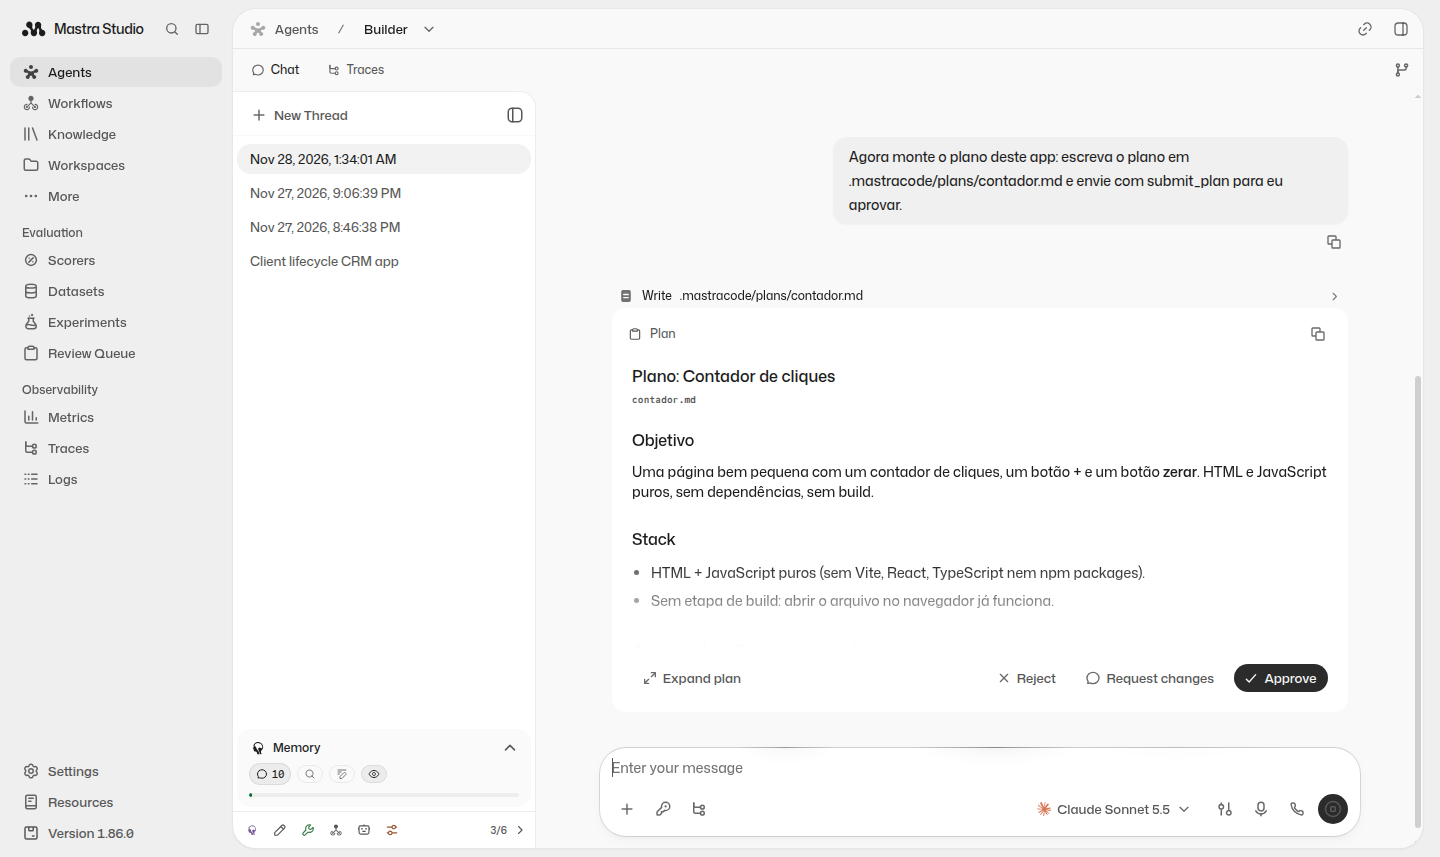 Mastra Studio
Agents
Workflows
Knowledge
Workspaces
More
Evaluation
Scorers
Datasets
Experiments
Review Queue
Observability
Metrics
Traces
Logs
Settings
Resources
Version 1.86.0
Agents / Builder
Chat
Traces
New Thread
Nov 28, 2026, 1:34:01 AM
Nov 27, 2026, 9:06:39 PM
Nov 27, 2026, 8:46:38 PM
Client lifecycle CRM app
Memory
10
3/6
Agora monte o plano deste app: escreva o plano em
.mastracode/plans/contador.md e envie com submit_plan para eu
aprovar.
Write .mastracode/plans/contador.md
Plan
Plano: Contador de cliques
contador.md
Objetivo
Uma página bem pequena com um contador de cliques, um botão + e um botão zerar. HTML e JavaScript
puros, sem dependências, sem build.
Stack
HTML + JavaScript puros (sem Vite, React, TypeScript nem npm packages).
Sem etapa de build: abrir o arquivo no navegador já funciona.
Expand plan
Reject
Request changes
Approve
Enter your message
Claude Sonnet 5.5